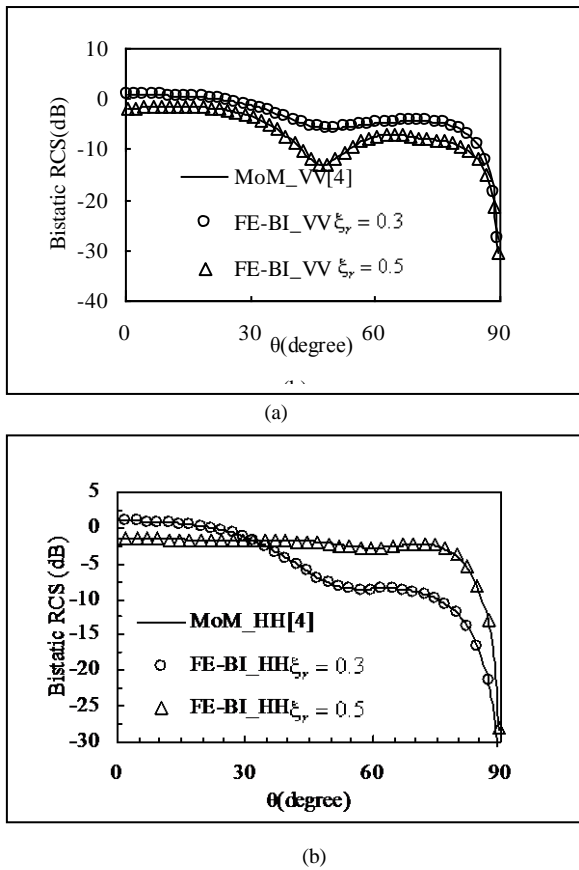 10
0
-10
-20
-30
-40
Bistatic RCS(dB)
MoM_VV[4]
FE-BI_VV ξr = 0.3
FE-BI_VV ξr = 0.5
0 30 60 90
θ(degree)
(a)
5
0
-5
-10
-15
-20
-25
-30
Bistatic RCS (dB)
MoM_HH[4]
FE-BI_HH ξr = 0.3
FE-BI_HH ξr = 0.5
0 30 60 90
θ(degree)
(b)